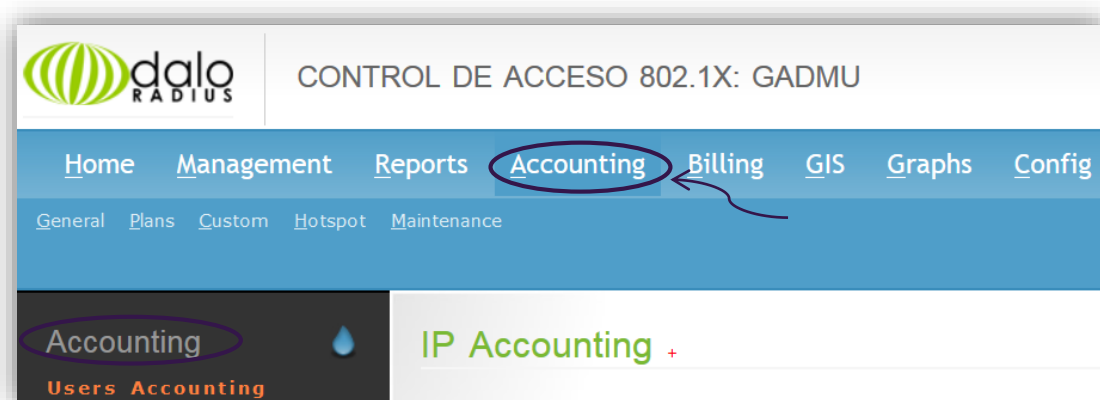 dalo
RADIUS
CONTROL DE ACCESO 802.1X: GADMU
Home Management Reports Accounting Billing GIS Graphs Config
General Plans Custom Hotspot Maintenance
Accounting
IP Accounting +
Users Accounting